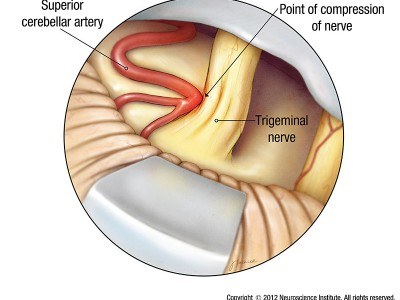 Superior
cerebellar artery
Point of compression
of nerve
Trigeminal
nerve
Copyright © 2012 Neuroscience Institute. All rights reserved.